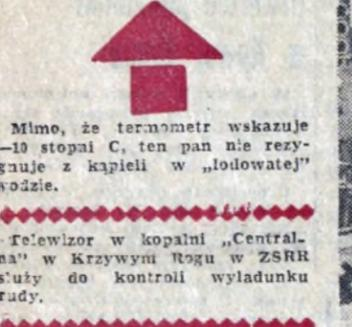 Mimo, że termometr wskazuje
—10 stopni C, ten pan nie rezy-
gnuje z kąpieli w „lodowatej”
wodzie.
Telewizor w kopalni „Central-
na” w Krzywym Rogu w ZSRR
służy do kontroli wyladunku
rudy.